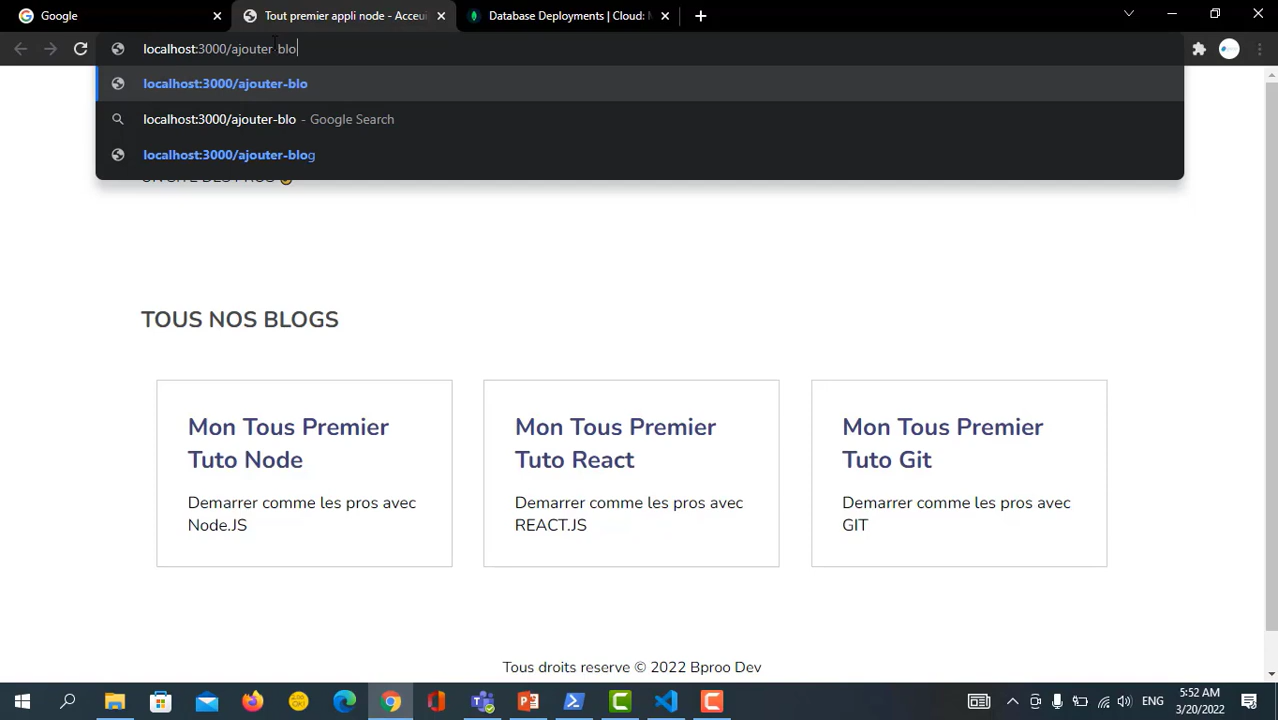 Google
Tout premier appli node - Acceui
Database Deployments | Cloud:
localhost:3000/ajouter-blo
localhost:3000/ajouter-blo
localhost:3000/ajouter-blo - Google Search
localhost:3000/ajouter-blog
TOUS NOS BLOGS
Mon Tous Premier
Tuto Node
Demarrer comme les pros avec
Node.JS
Mon Tous Premier
Tuto React
Demarrer comme les pros avec
REACT.JS
Mon Tous Premier
Tuto Git
Demarrer comme les pros avec
GIT
Tous droits reserve © 2022 Bproo Dev
ENG
5:52 AM
3/20/2022